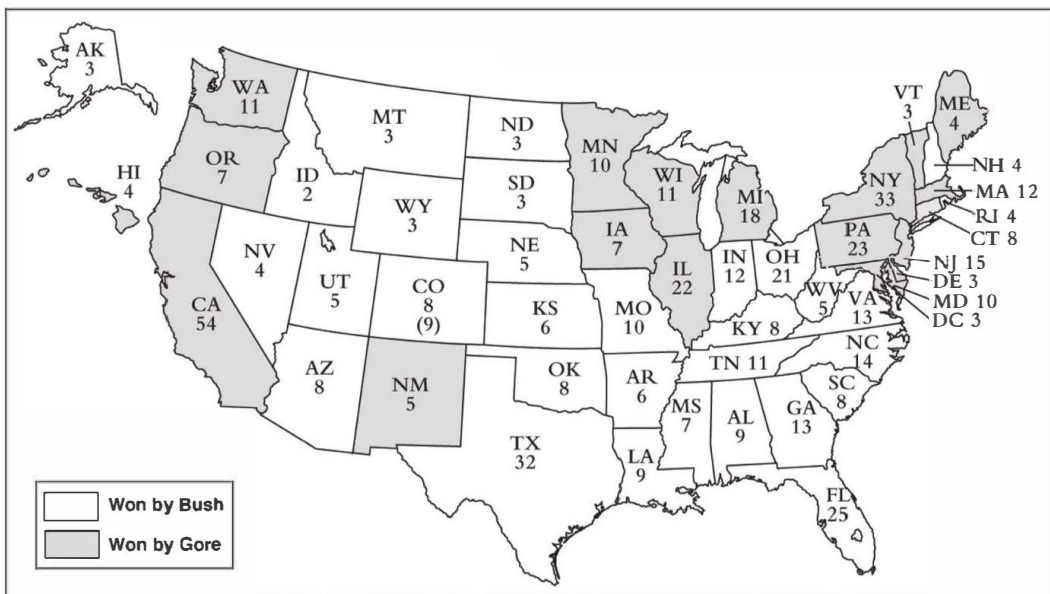 AK
3
WA
11
OR
7
HI
4
CA
54
ID
2
NV
4
MT
3
WY
3
UT
5
AZ
8
CO
8
(9)
NM
5
ND
3
SD
3
NE
5
KS
6
OK
8
TX
32
MN
10
IA
7
MO
10
AR
6
LA
9
WI
11
IL
22
MI
18
IN
12
OH
21
KY 8
TN 11
MS
7
AL
9
GA
13
FL
25
SC
8
NC
14
VA
13
WV
5
PA
23
NY
33
VT
3
ME
4
NH 4
MA 12
RI 4
CT 8
NJ 15
DE 3
MD 10
DC 3
Won by Bush
Won by Gore